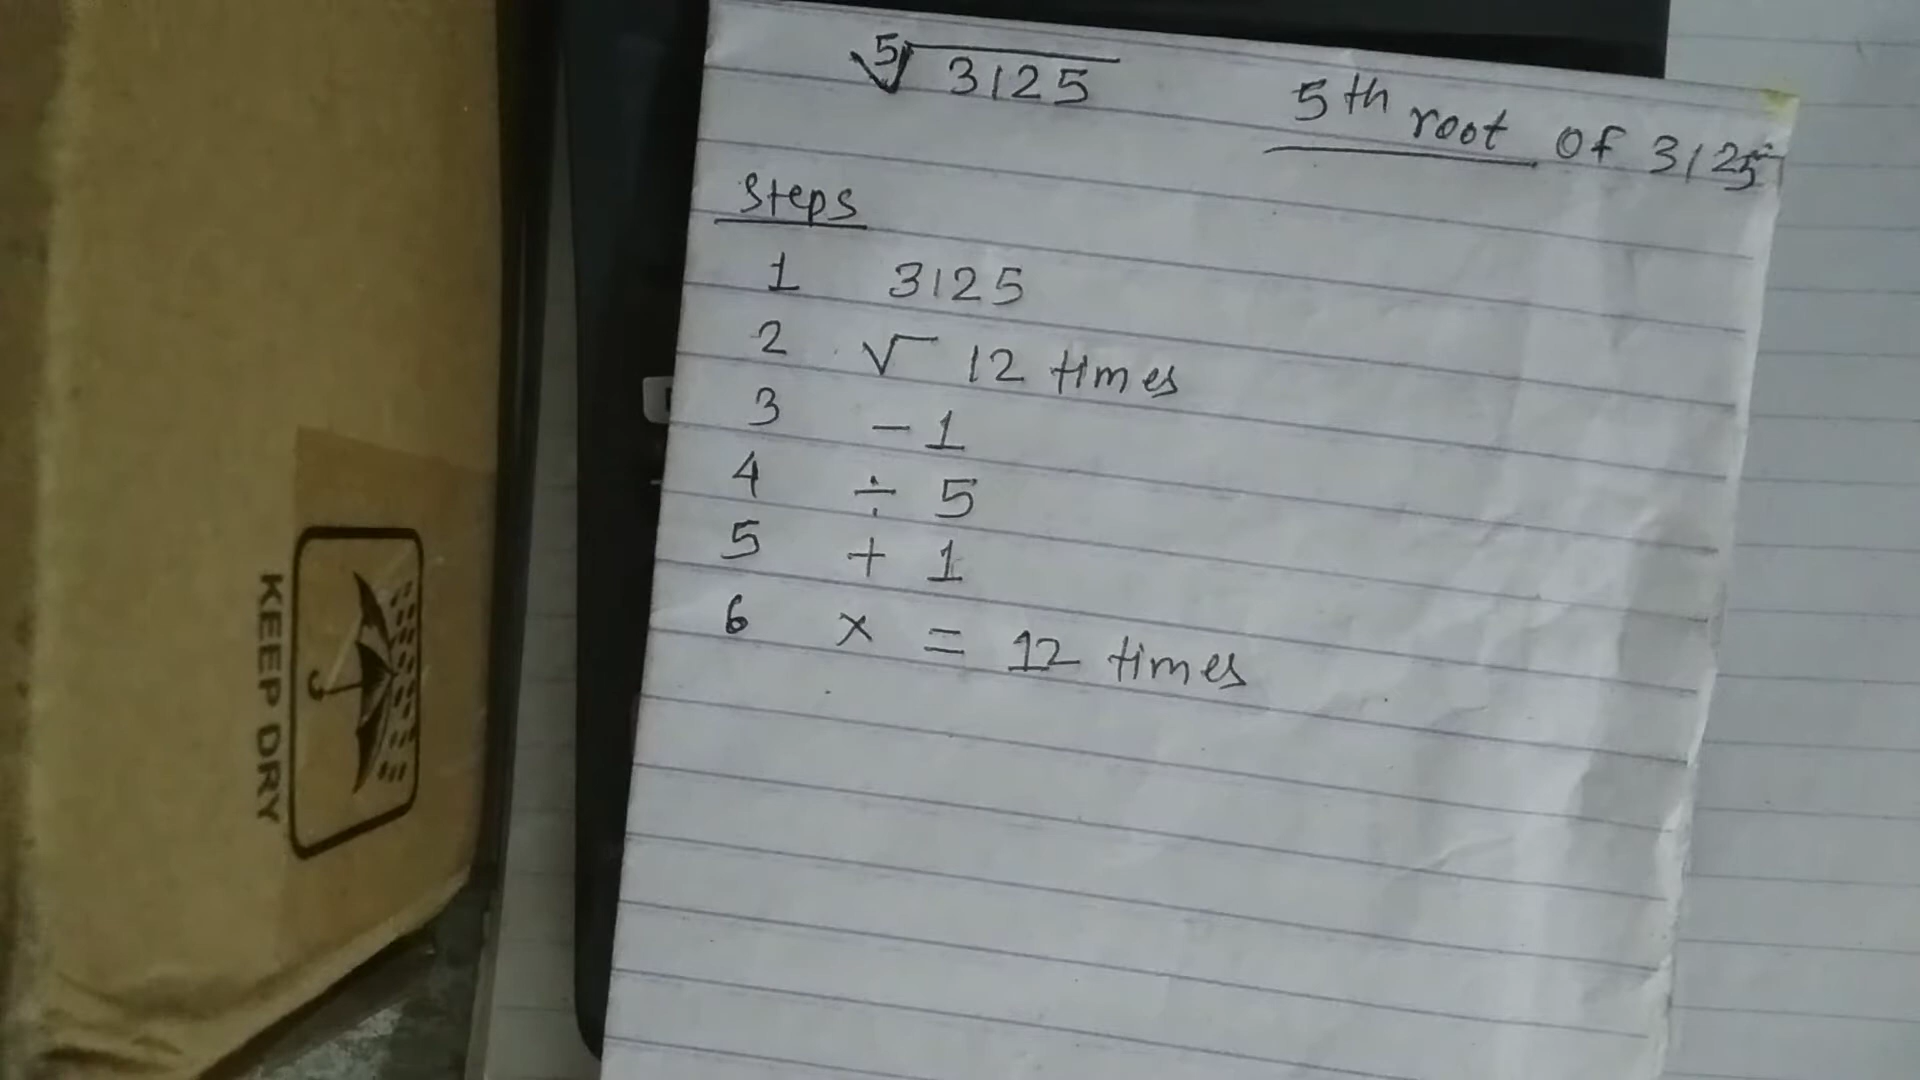 ⁵√3125 5th root of 3125
Steps
1 3125
2 √ 12 times
3 - 1
4 ÷ 5
5 + 1
6 × = 12 times
KEEP DRY